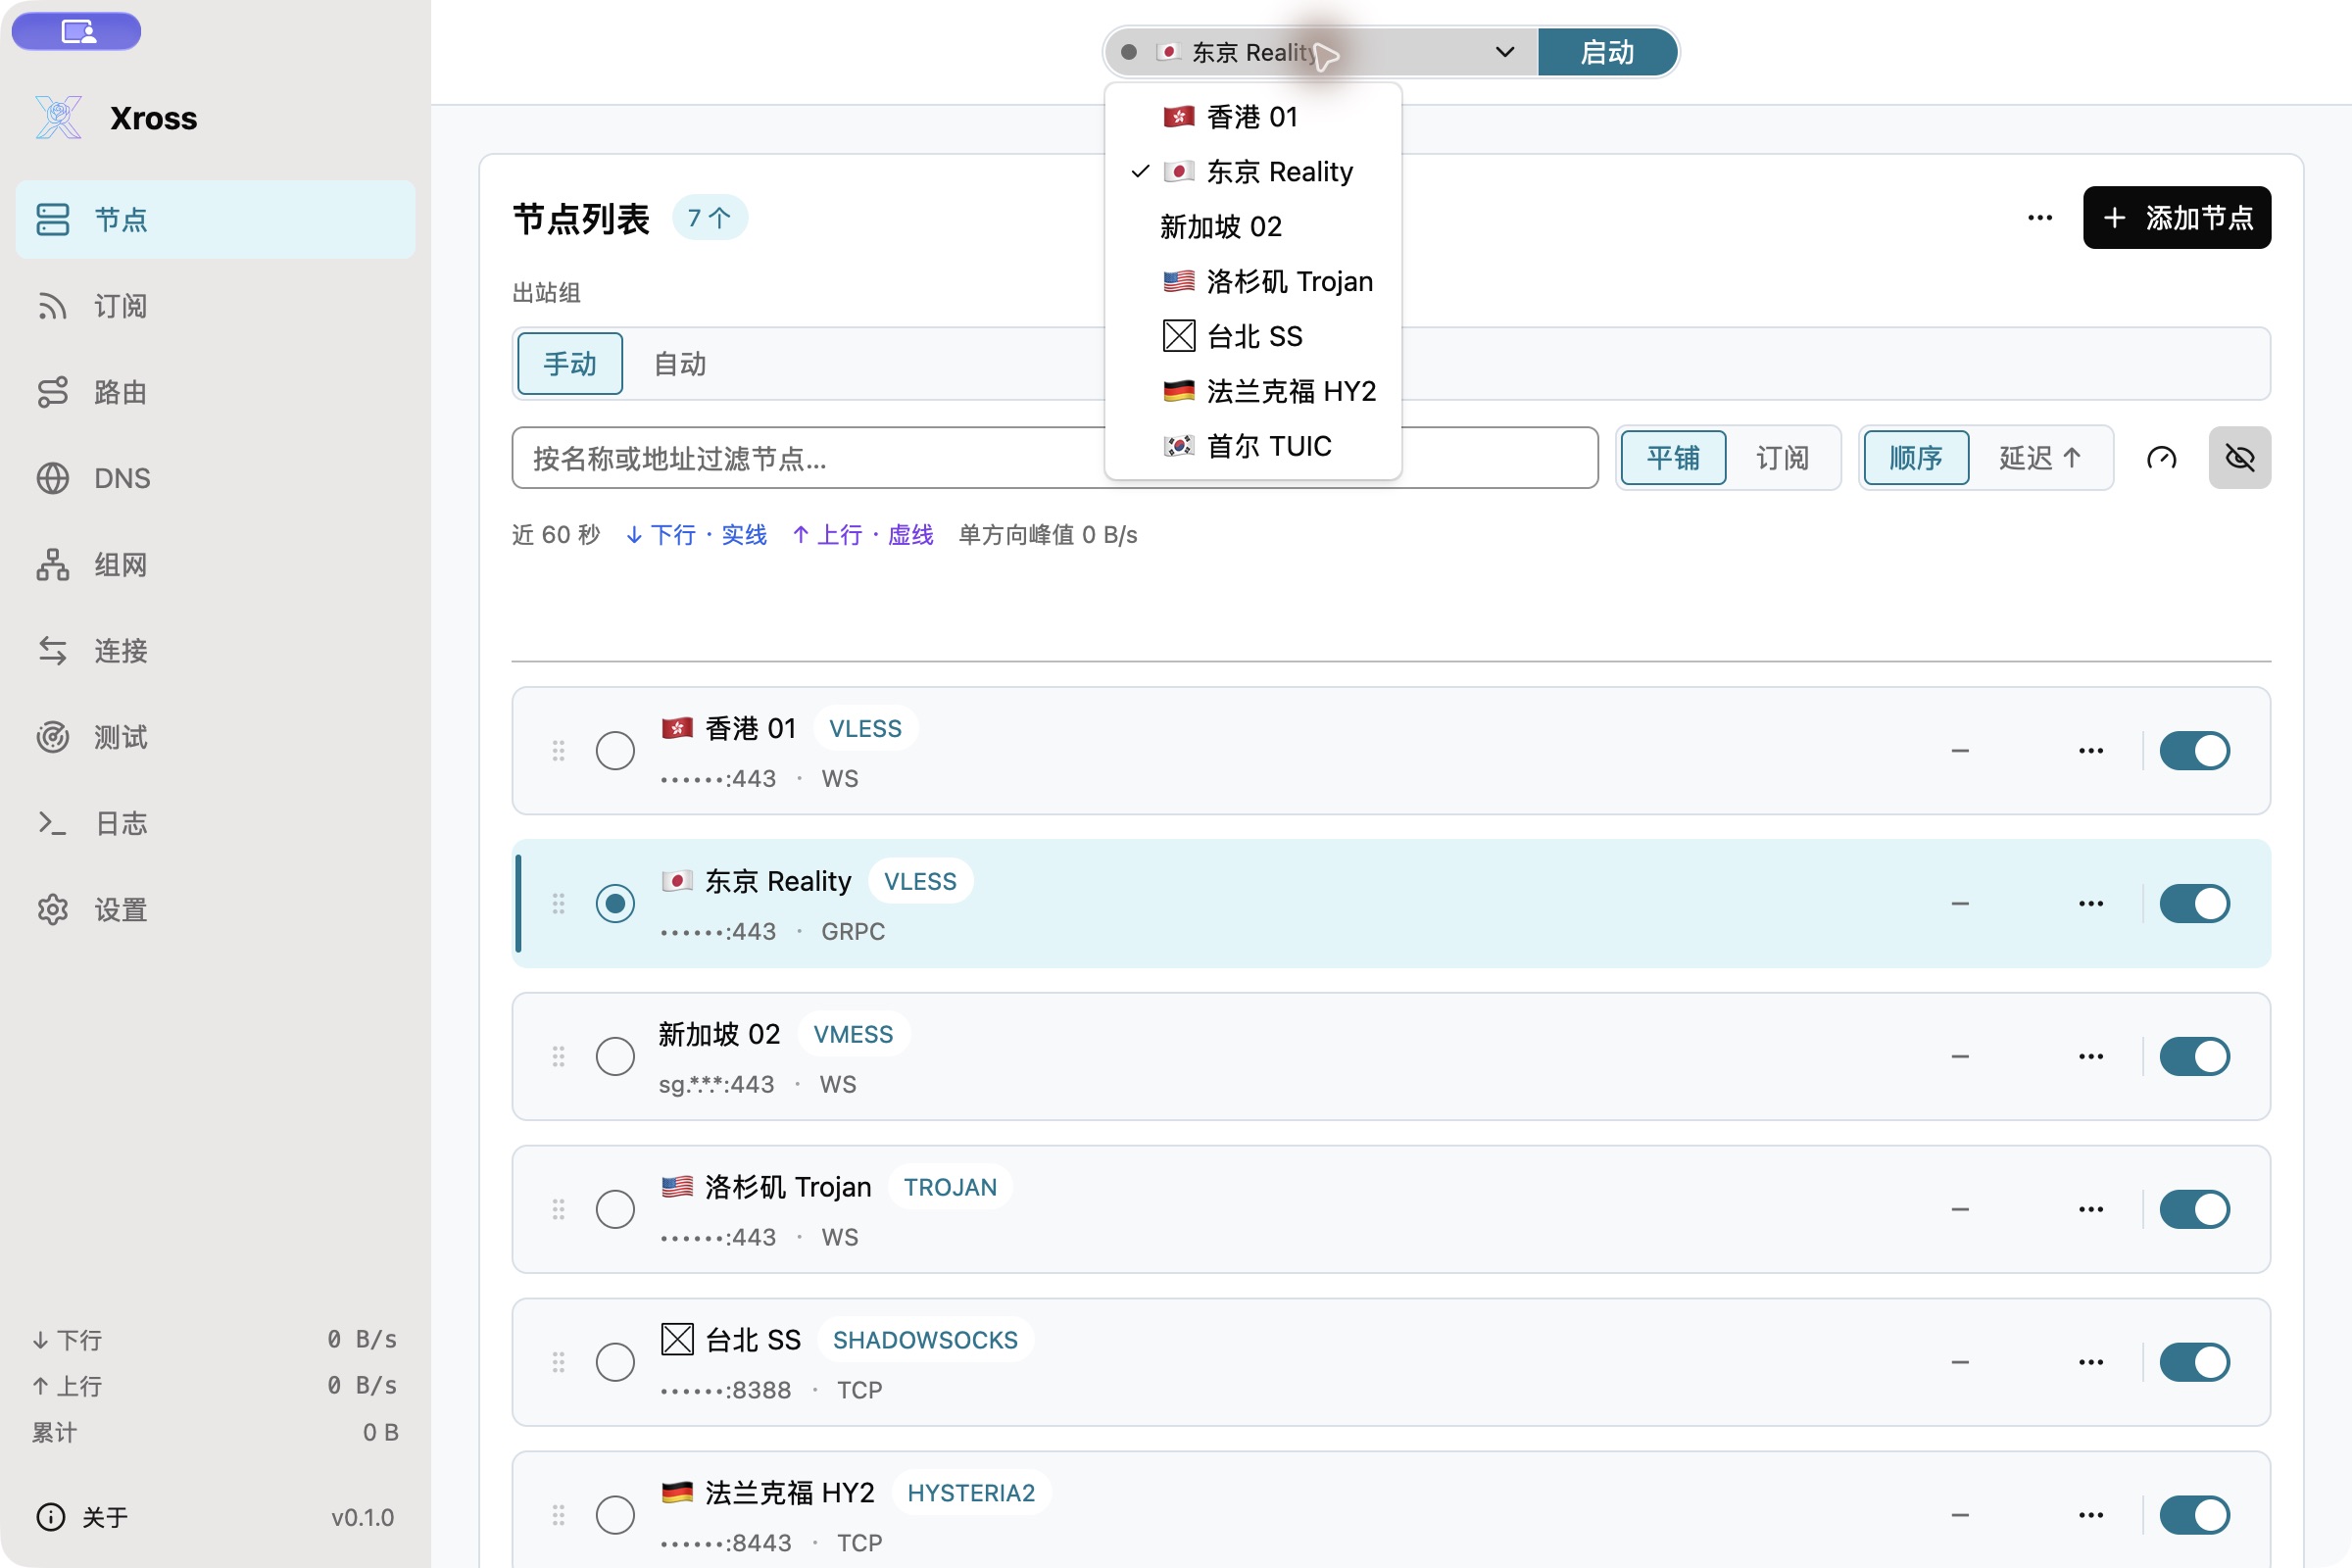 东京 Reality
启动
Xross
节点
订阅
路由
DNS
组网
连接
测试
日志
设置
↓ 下行 0 B/s
↑ 上行 0 B/s
累计 0 B
关于 v0.1.0
香港 01
✓ 东京 Reality
新加坡 02
洛杉矶 Trojan
台北 SS
法兰克福 HY2
首尔 TUIC
节点列表 7 个
··· + 添加节点
出站组
手动 自动
按名称或地址过滤节点...
平铺 订阅 顺序 延迟 ↑
近 60 秒 ↓ 下行 · 实线 ↑ 上行 · 虚线 单方向峰值 0 B/s
香港 01 VLESS
••••••:443 · WS
东京 Reality VLESS
••••••:443 · GRPC
新加坡 02 VMESS
sg.***:443 · WS
洛杉矶 Trojan TROJAN
••••••:443 · WS
台北 SS SHADOWSOCKS
••••••:8388 · TCP
法兰克福 HY2 HYSTERIA2
••••••:8443 · TCP